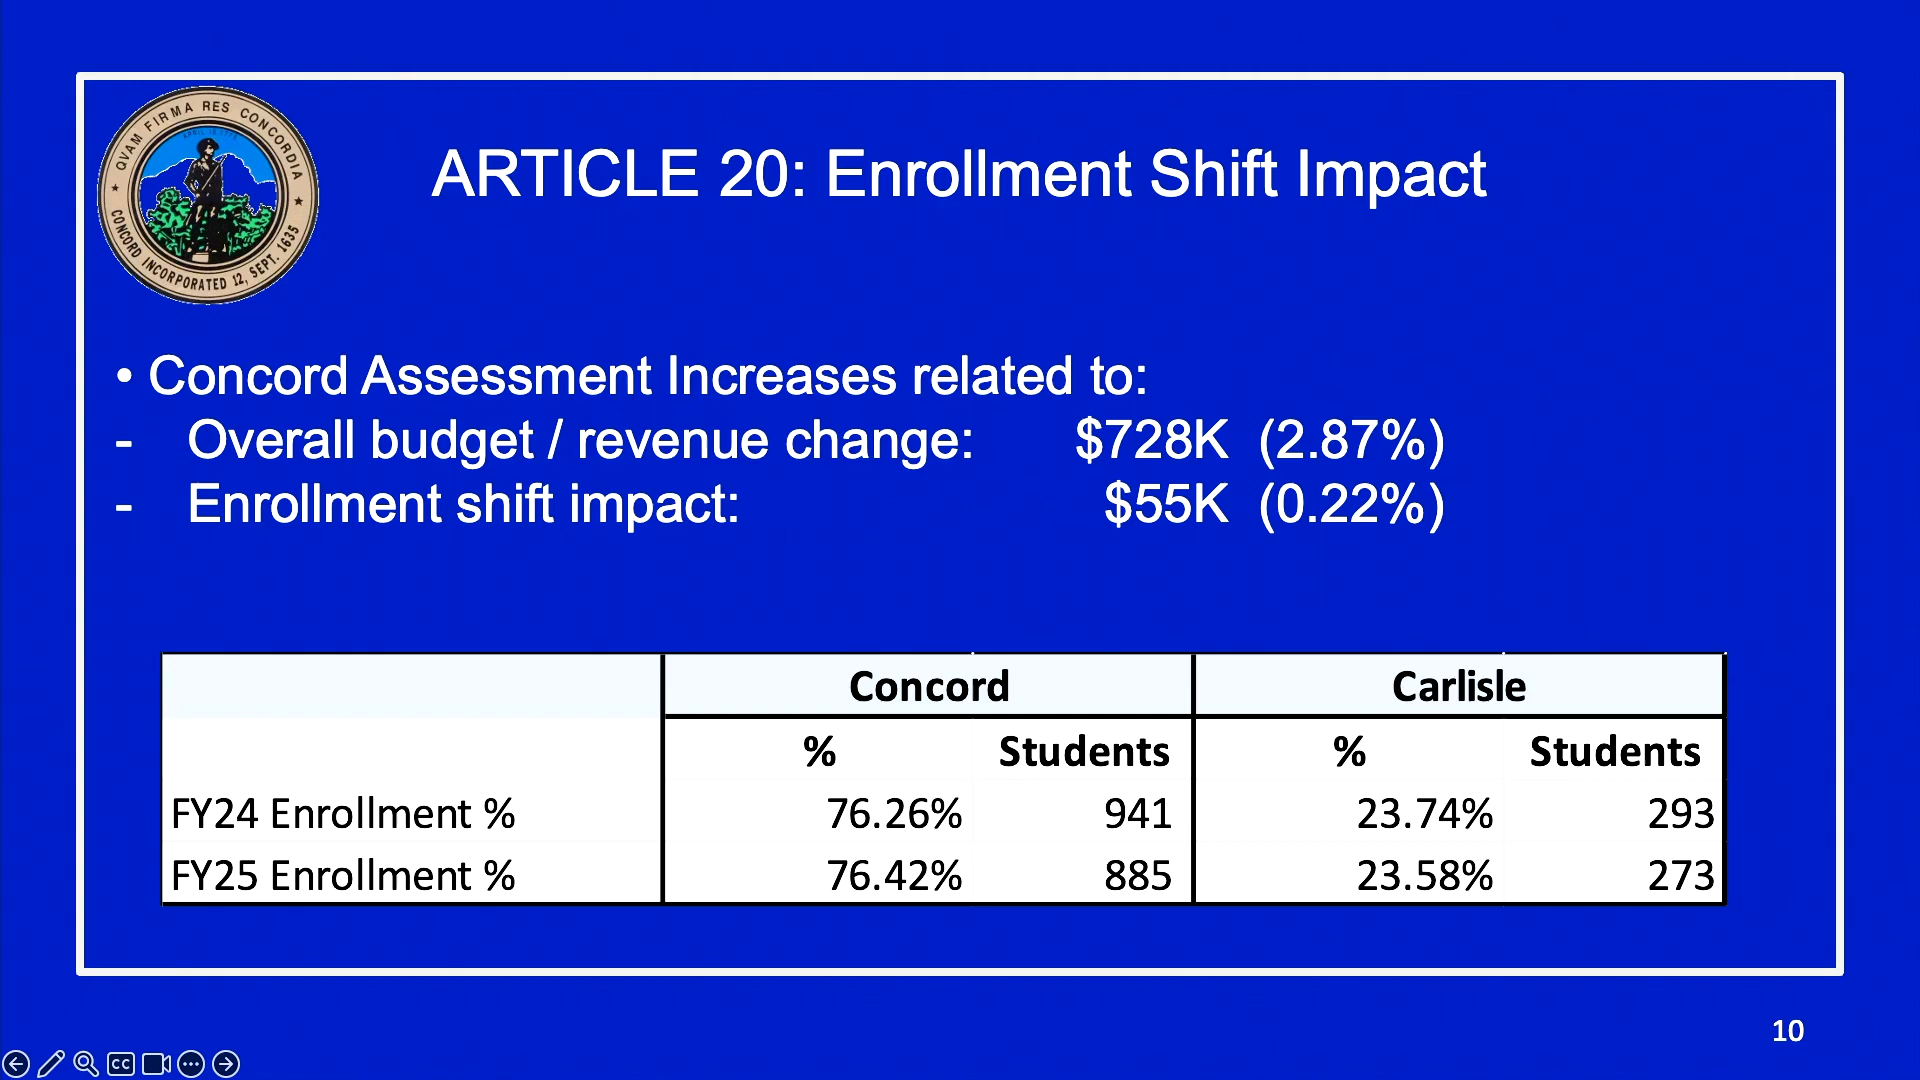 QVAM FIRMA RES CONCORDIA
CONCORD INCORPORATED 12, SEPT. 1635
ARTICLE 20: Enrollment Shift Impact
• Concord Assessment Increases related to:
- Overall budget / revenue change: $728K (2.87%)
- Enrollment shift impact: $55K (0.22%)
Concord Carlisle
% Students % Students
FY24 Enrollment % 76.26% 941 23.74% 293
FY25 Enrollment % 76.42% 885 23.58% 273
10
CC